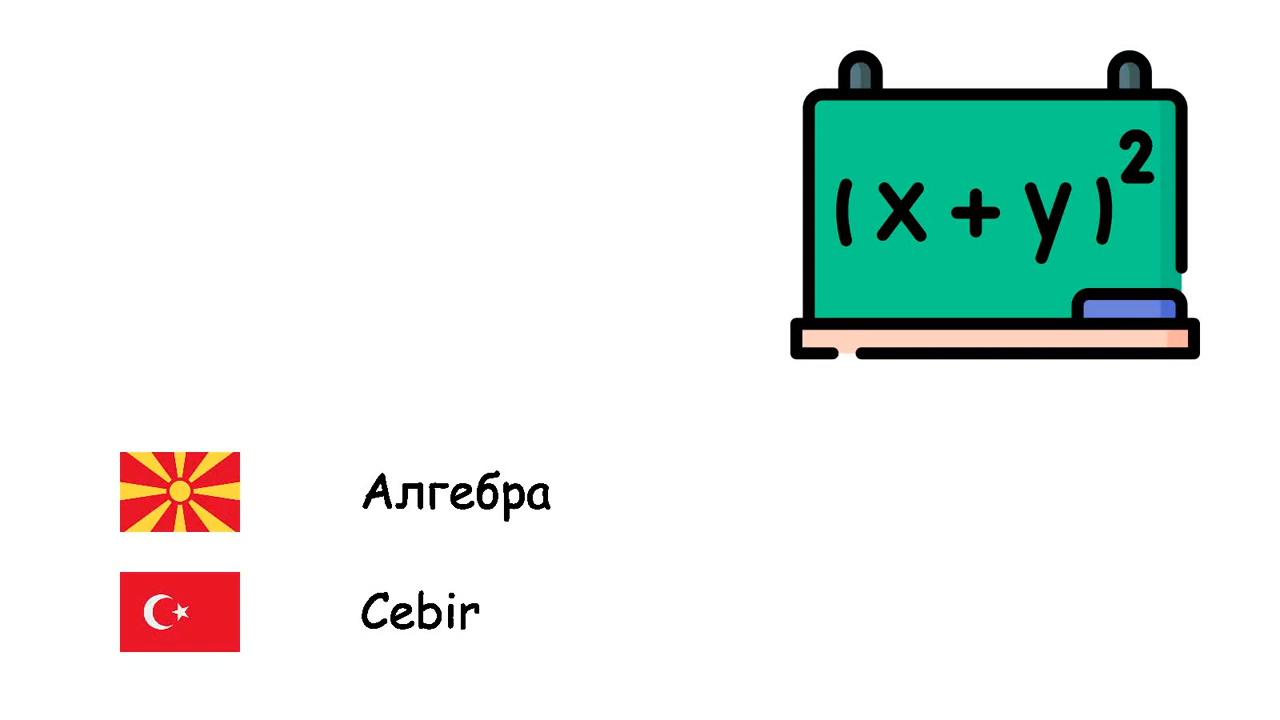 (x + y)²
Алгебра
Cebir